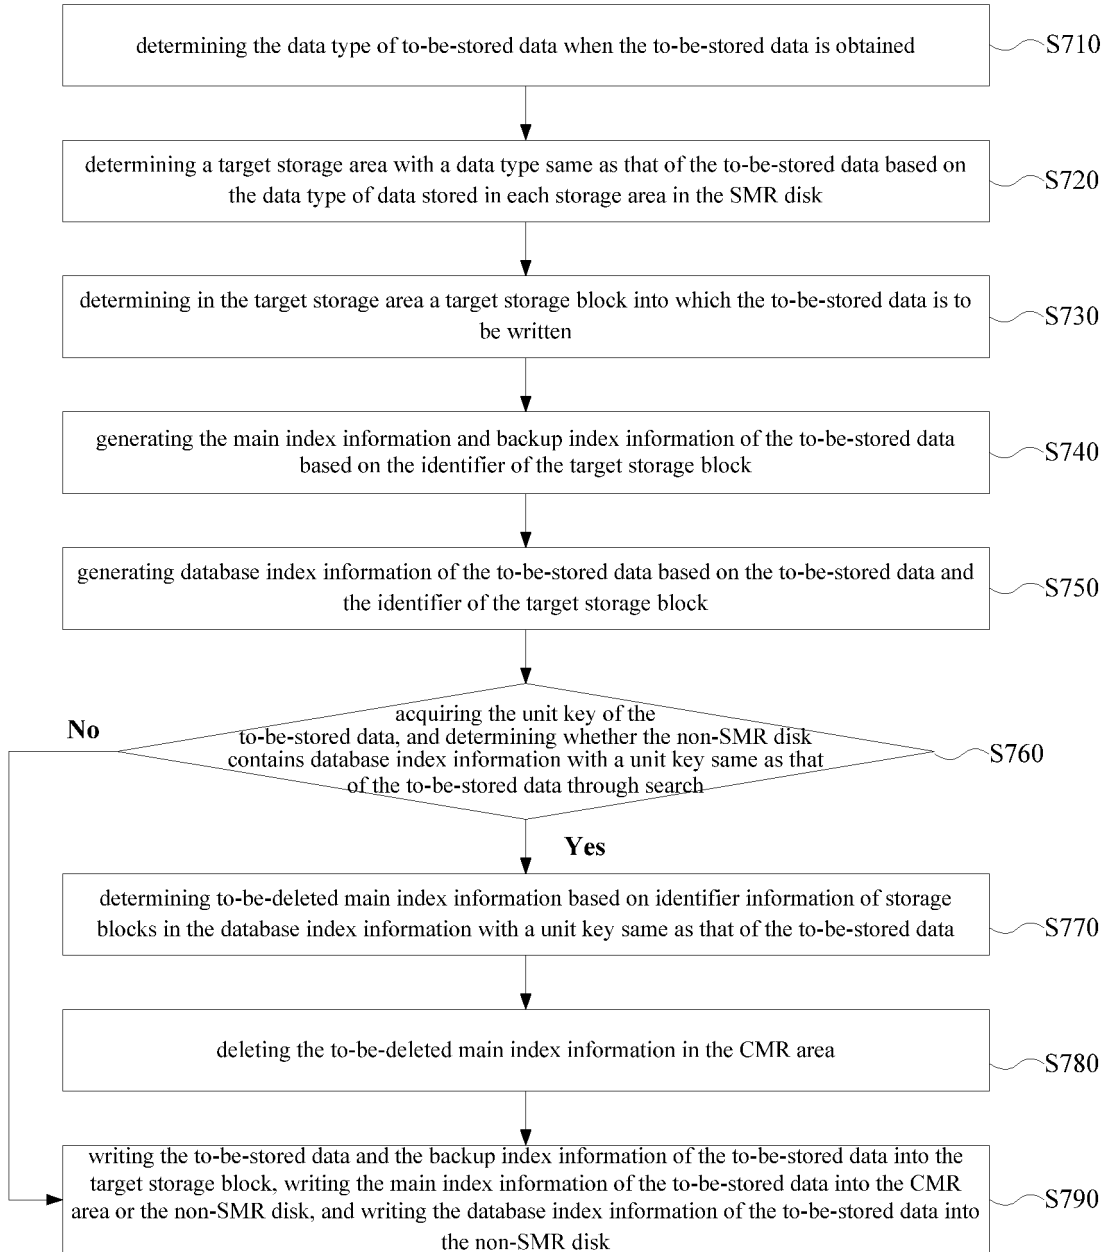 determining the data type of to-be-stored data when the to-be-stored data is obtained
S710
determining a target storage area with a data type same as that of the to-be-stored data based on
the data type of data stored in each storage area in the SMR disk
S720
determining in the target storage area a target storage block into which the to-be-stored data is to
be written
S730
generating the main index information and backup index information of the to-be-stored data
based on the identifier of the target storage block
S740
generating database index information of the to-be-stored data based on the to-be-stored data and
the identifier of the target storage block
S750
No
acquiring the unit key of the
to-be-stored data, and determining whether the non-SMR disk
contains database index information with a unit key same as that
of the to-be-stored data through search
S760
Yes
determining to-be-deleted main index information based on identifier information of storage
blocks in the database index information with a unit key same as that of the to-be-stored data
S770
deleting the to-be-deleted main index information in the CMR area
S780
writing the to-be-stored data and the backup index information of the to-be-stored data into the
target storage block, writing the main index information of the to-be-stored data into the CMR
area or the non-SMR disk, and writing the database index information of the to-be-stored data into
the non-SMR disk
S790